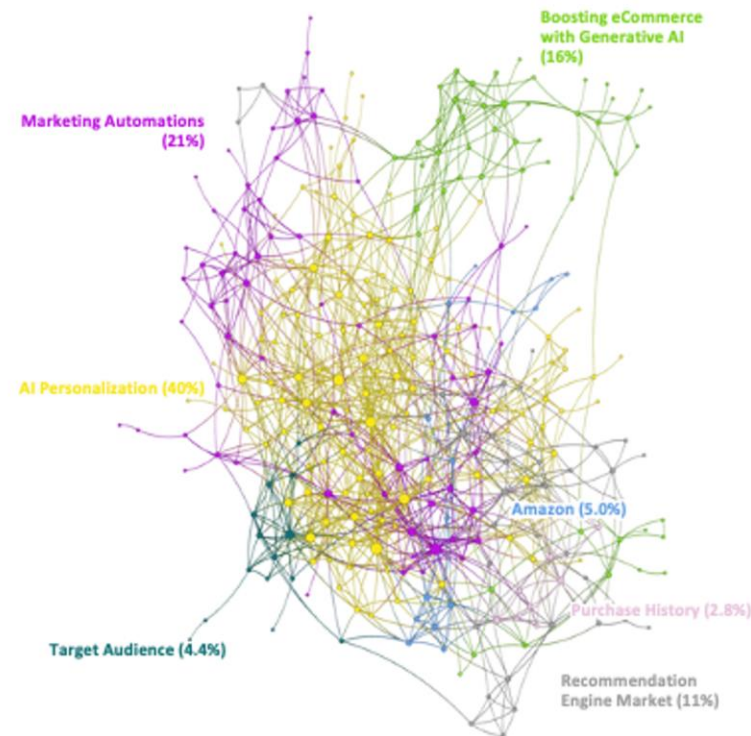 Boosting eCommerce
with Generative AI
(16%)
Marketing Automations
(21%)
AI Personalization (40%)
Amazon (5.0%)
Purchase History (2.8%)
Target Audience (4.4%)
Recommendation
Engine Market (11%)